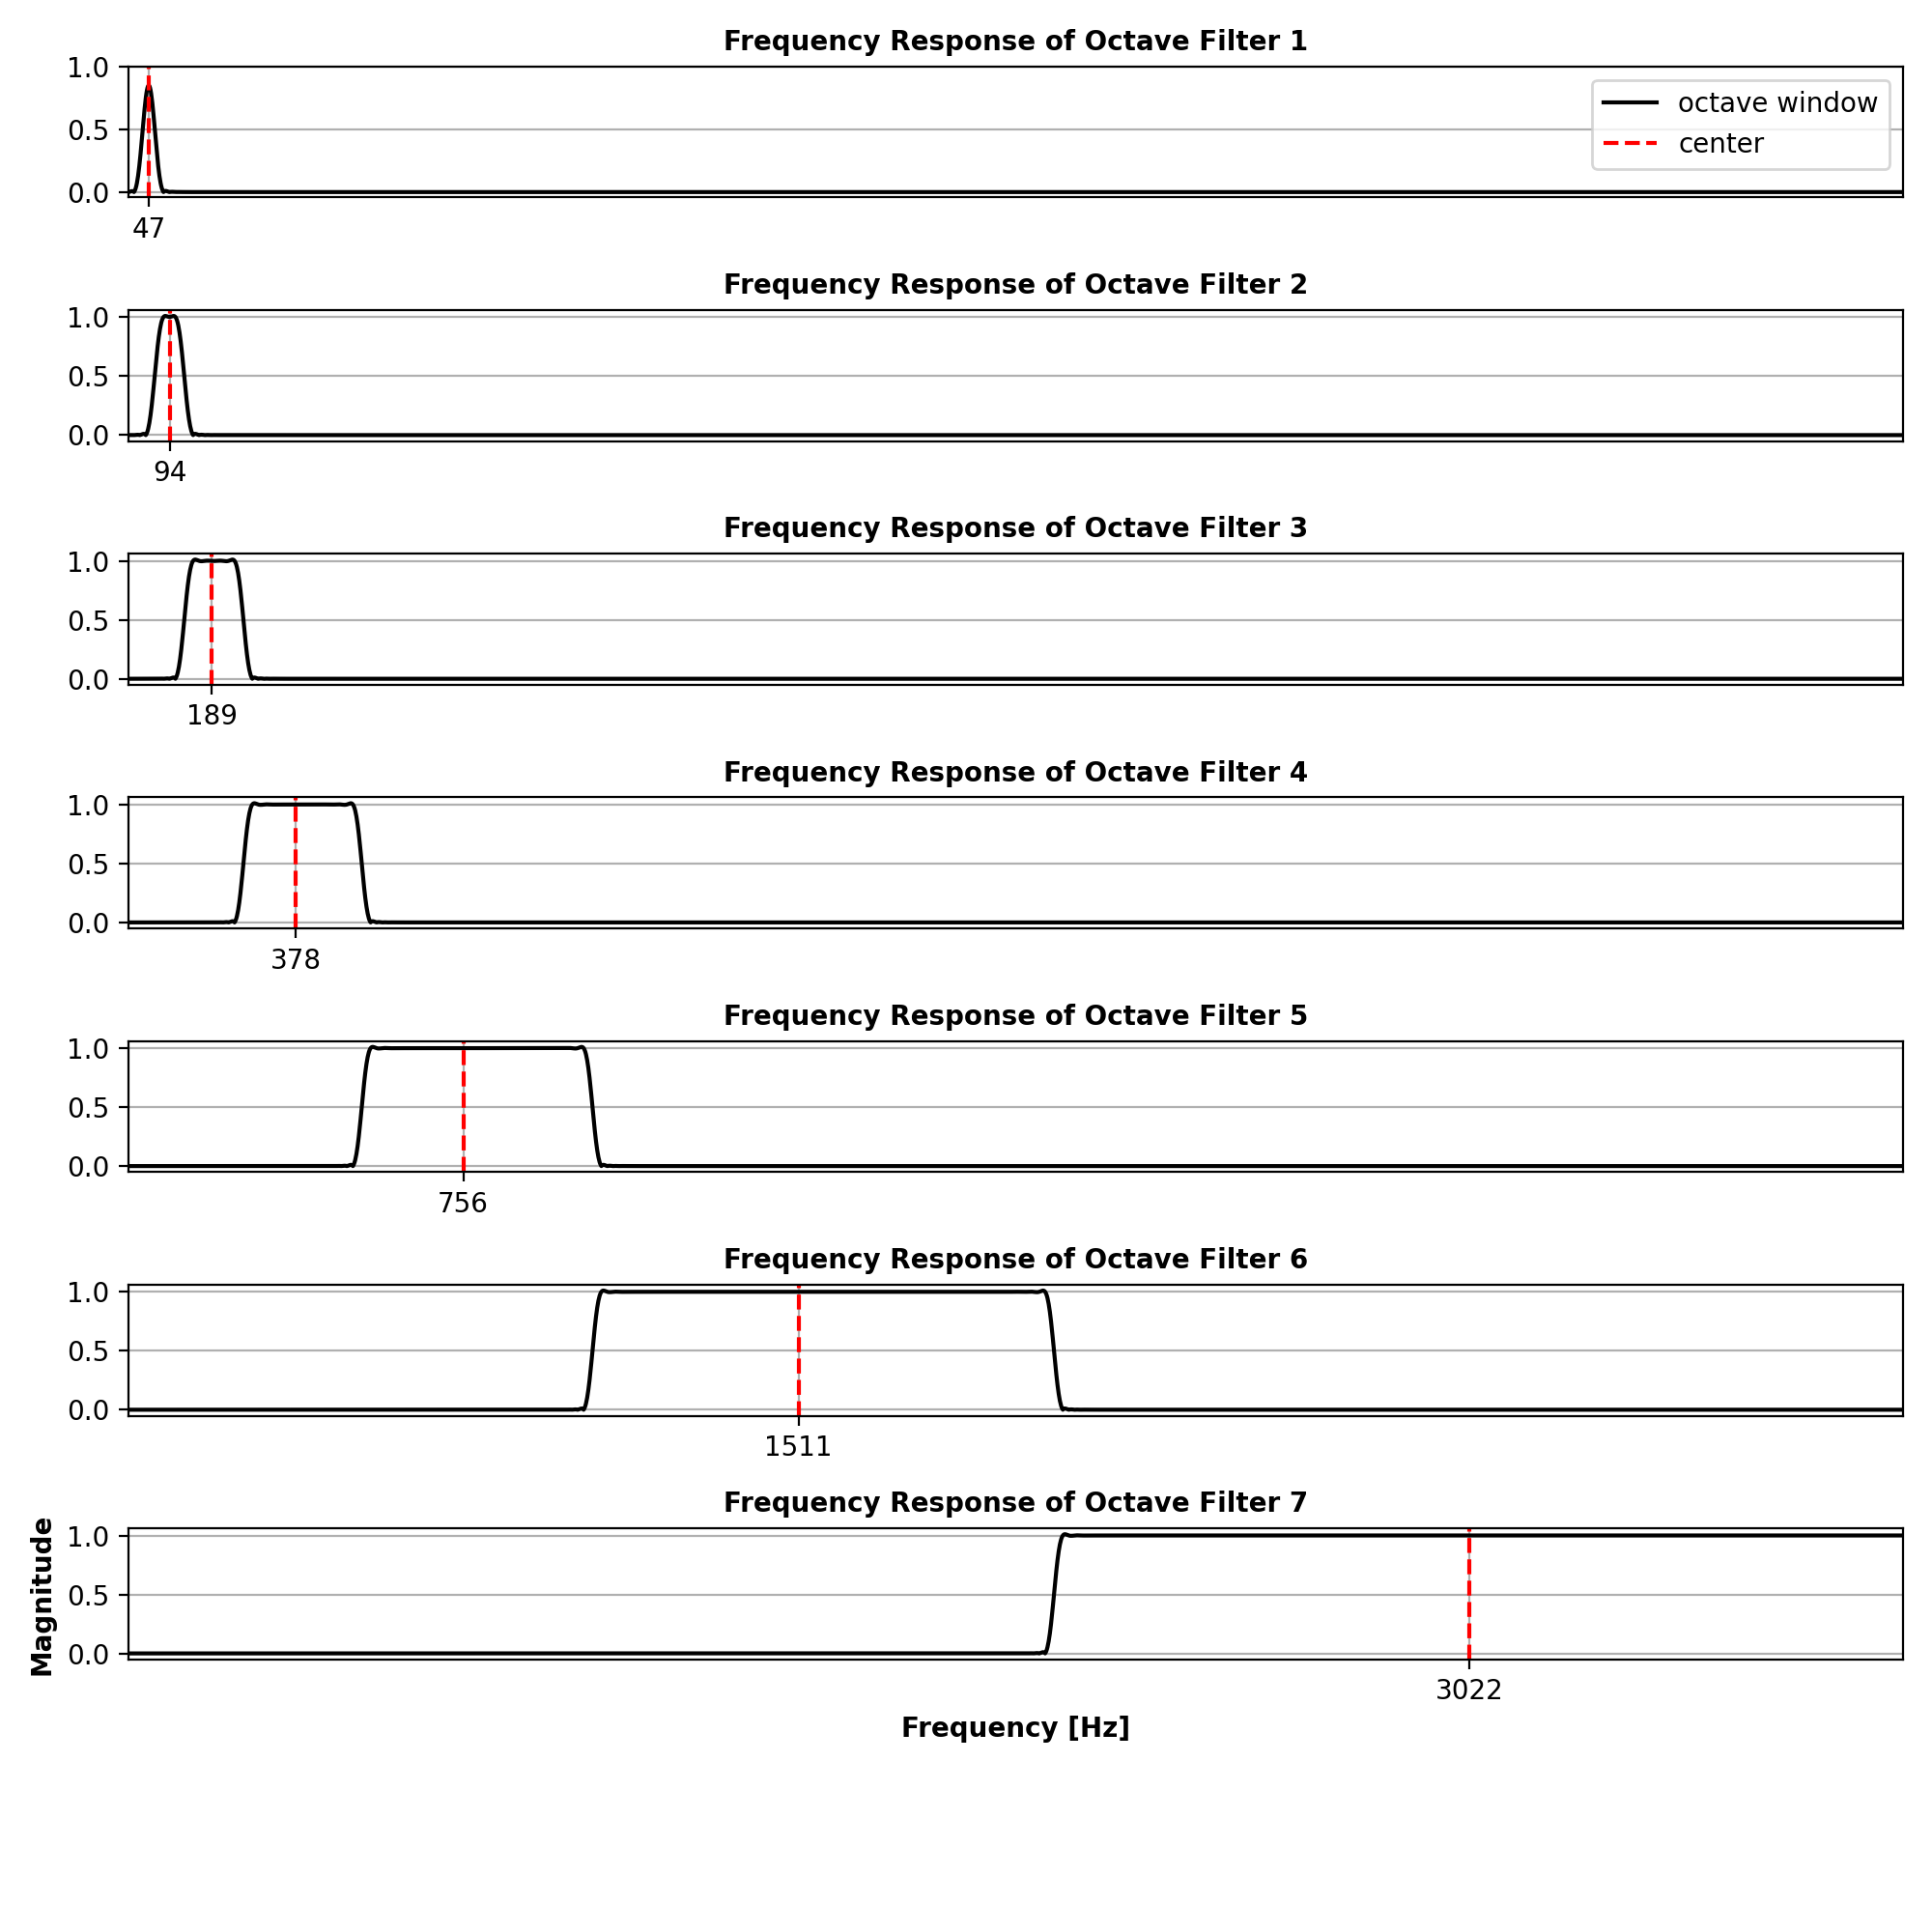 Frequency Response of Octave Filter 1
1.0
0.5
0.0
octave window
center
47
Frequency Response of Octave Filter 2
1.0
0.5
0.0
94
Frequency Response of Octave Filter 3
1.0
0.5
0.0
189
Frequency Response of Octave Filter 4
1.0
0.5
0.0
378
Frequency Response of Octave Filter 5
1.0
0.5
0.0
756
Frequency Response of Octave Filter 6
1.0
0.5
0.0
1511
Frequency Response of Octave Filter 7
Magnitude
1.0
0.5
0.0
3022
Frequency [Hz]